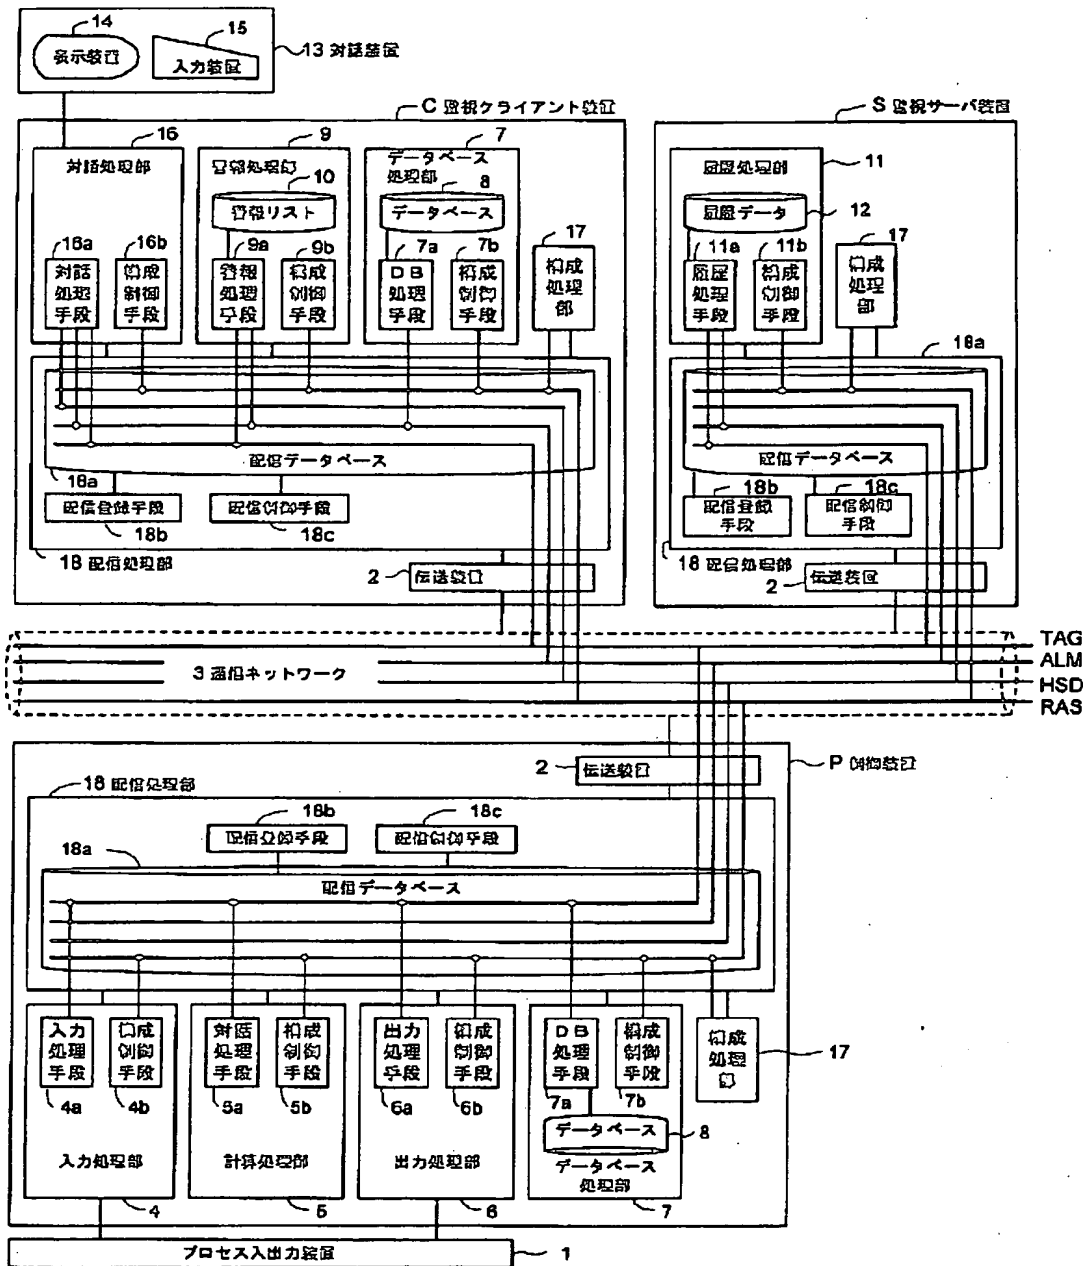 14
15
表示装置
入力装置
13 対話装置
C 監視クライアント装置
S 監視サーバ装置
16
9
7
対話処理部
警報処理部
データベース
処理部
10
8
警報リスト
データベース
履歴処理部
11
履歴データ
12
16a
16b
9a
9b
7a
7b
17
11a
11b
17
対話
処理
手段
構成
制御
手段
警報
処理
手段
構成
制御
手段
DB
処理
手段
構成
制御
手段
構成
処理
部
履歴
処理
手段
構成
制御
手段
構成
処理
部
18a
配信データベース
配信データベース
18a
配信登録手段
配信制御手段
18b
18c
18b
18c
配信登録
手段
配信制御
手段
18 配信処理部
18 配信処理部
2
伝送装置
2
伝送装置
3 通信ネットワーク
TAG
ALM
HSD
RAS
P 制御装置
2
伝送装置
18 配信処理部
18b
18c
配信登録手段
配信制御手段
18a
配信データベース
入力
処理
手段
構成
制御
手段
対話
処理
手段
構成
制御
手段
出力
処理
手段
構成
制御
手段
DB
処理
手段
構成
制御
手段
構成
処理
部
17
4a
4b
5a
5b
6a
6b
7a
7b
データベース
8
入力処理部
計算処理部
出力処理部
データベース
処理部
4
5
6
7
プロセス入出力装置
1